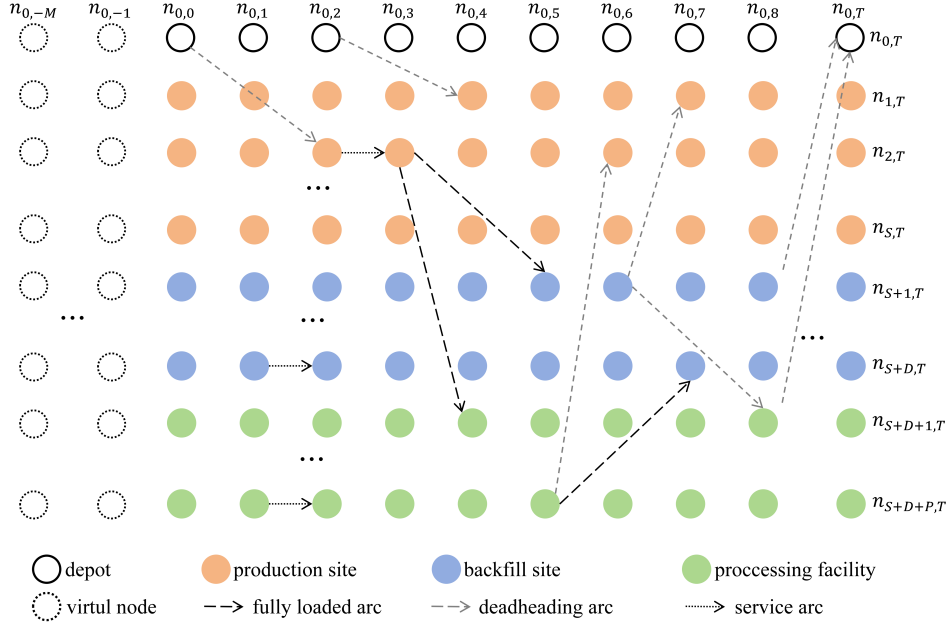 n0,−M n0,−1 n0,0 n0,1 n0,2 n0,3 n0,4 n0,5 n0,6 n0,7 n0,8 n0,T
n0,T
n1,T
n2,T
...
nS,T
nS+1,T
... ...
...
nS+D,T
nS+D+1,T
...
nS+D+P,T
depot production site backfill site proccessing facility
virtul node fully loaded arc deadheading arc service arc